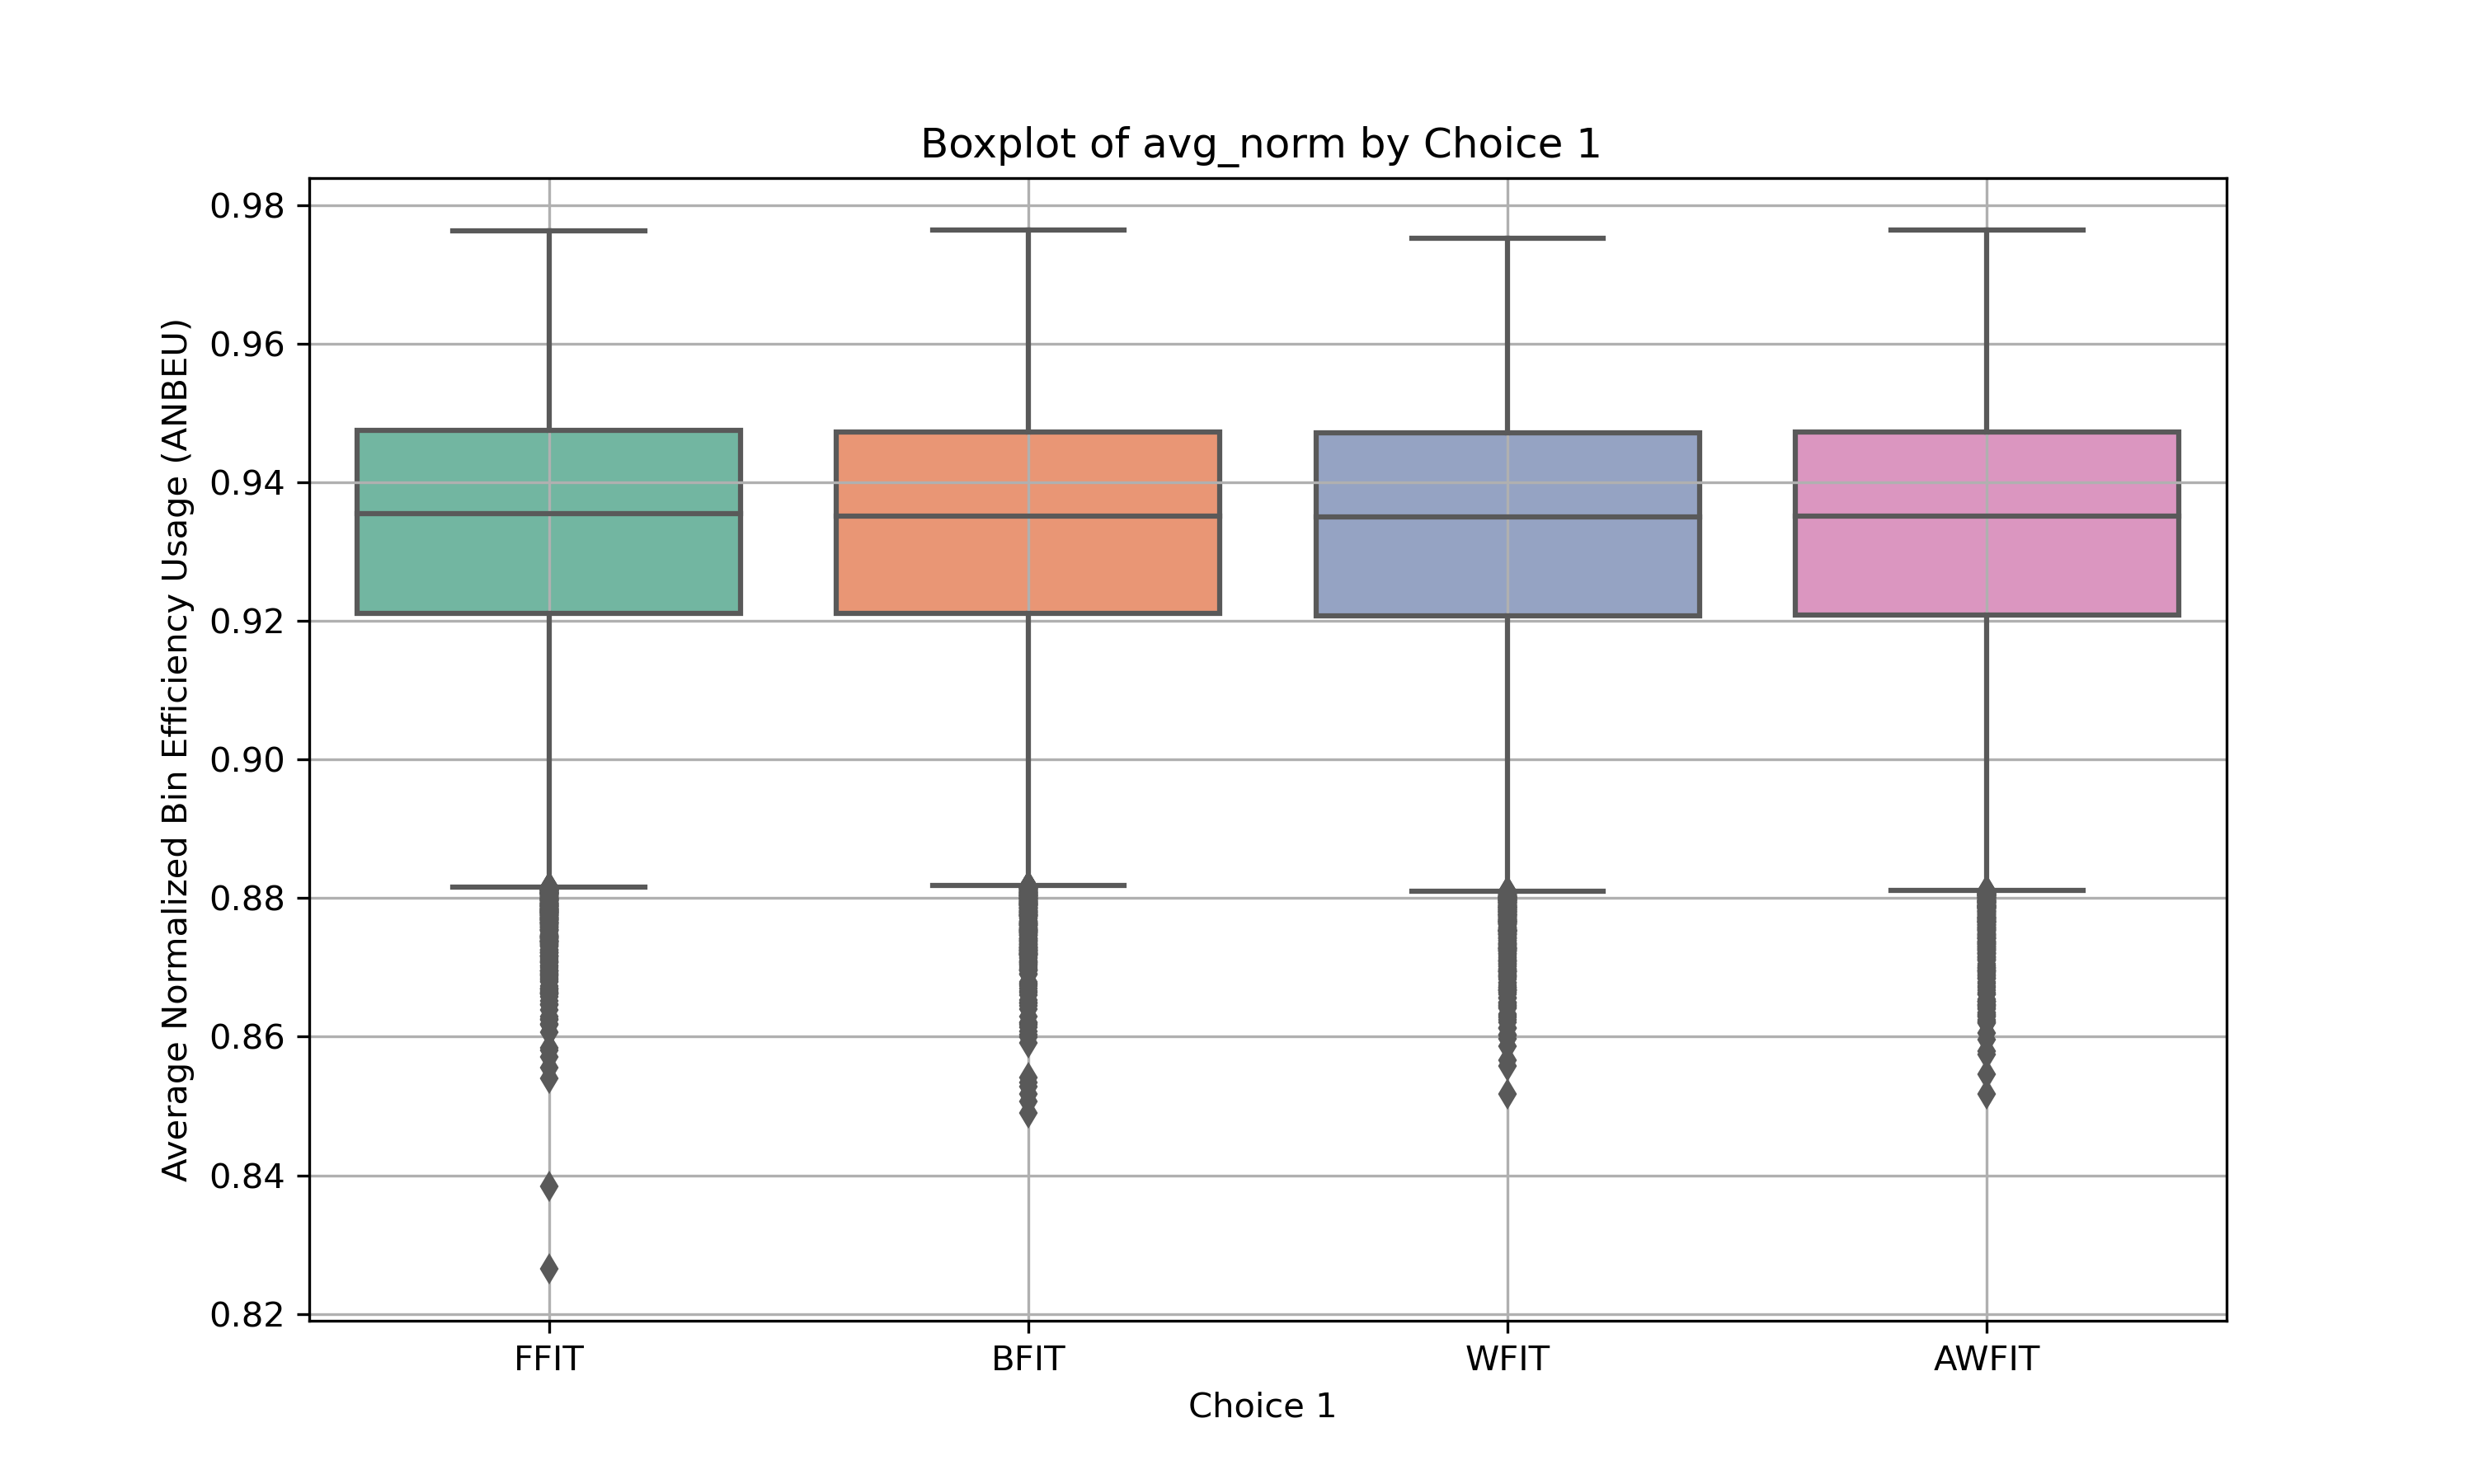 Boxplot of avg_norm by Choice 1
Average Normalized Bin Efficiency Usage (ANBEU)
0.98
0.96
0.94
0.92
0.90
0.88
0.86
0.84
0.82
FFIT
BFIT
WFIT
AWFIT
Choice 1